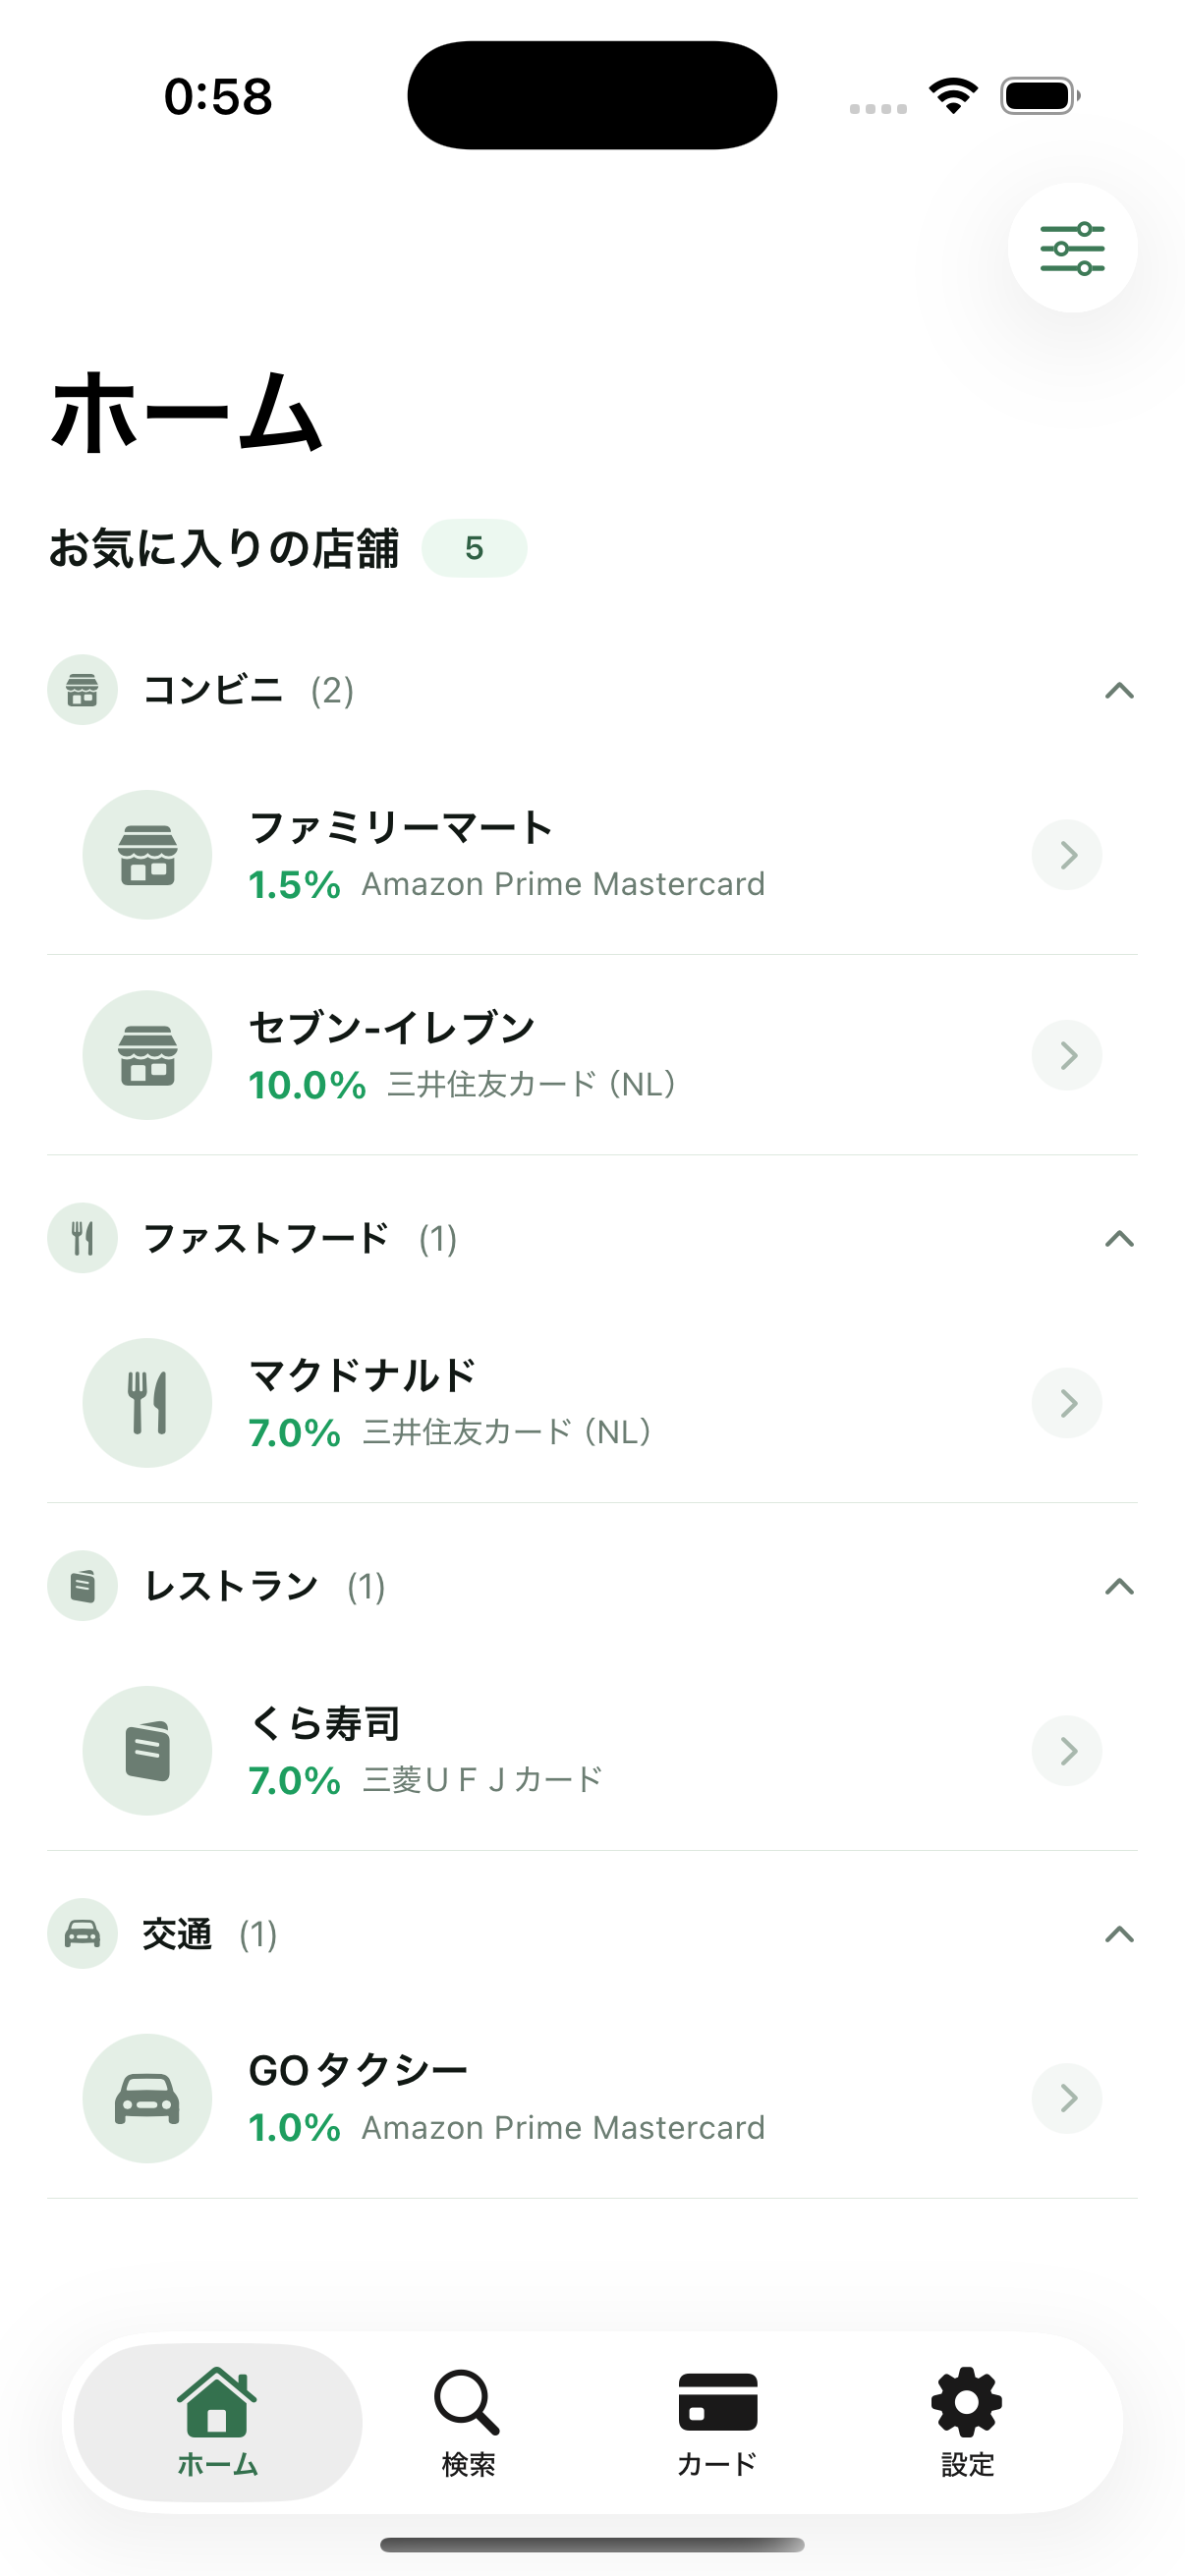 0:58
ホーム
お気に入りの店舗 5
コンビニ (2)
ファミリーマート
1.5% Amazon Prime Mastercard
セブン-イレブン
10.0% 三井住友カード（NL）
ファストフード (1)
マクドナルド
7.0% 三井住友カード（NL）
レストラン (1)
くら寿司
7.0% 三菱ＵＦＪカード
交通 (1)
GOタクシー
1.0% Amazon Prime Mastercard
ホーム 検索 カード 設定